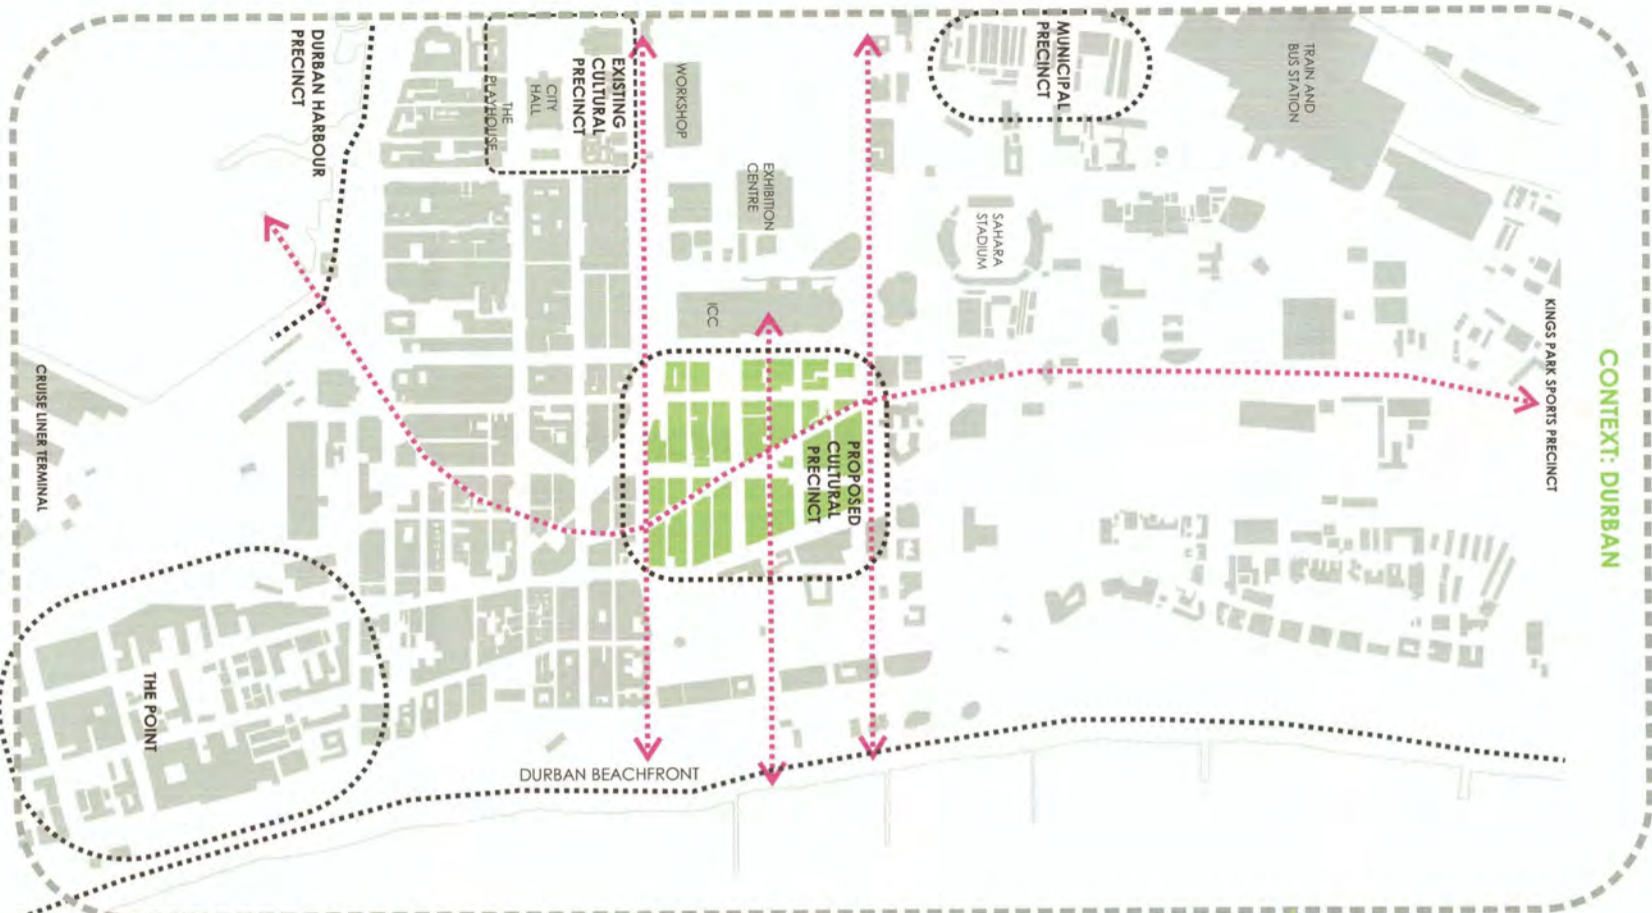 CONTEXT: DURBAN
KINGS PARK SPORTS PRECINCT
TRAIN AND
BUS STATION
MUNICIPAL
PRECINCT
SAHARA
STADIUM
PROPOSED
CULTURAL
PRECINCT
EXHIBITION
CENTRE
ICC
WORKSHOP
EXISTING
CULTURAL
PRECINCT
CITY
HALL
THE
PLAYHOUSE
DURBAN HARBOUR
PRECINCT
CRUISE LINER TERMINAL
THE POINT
DURBAN BEACHFRONT